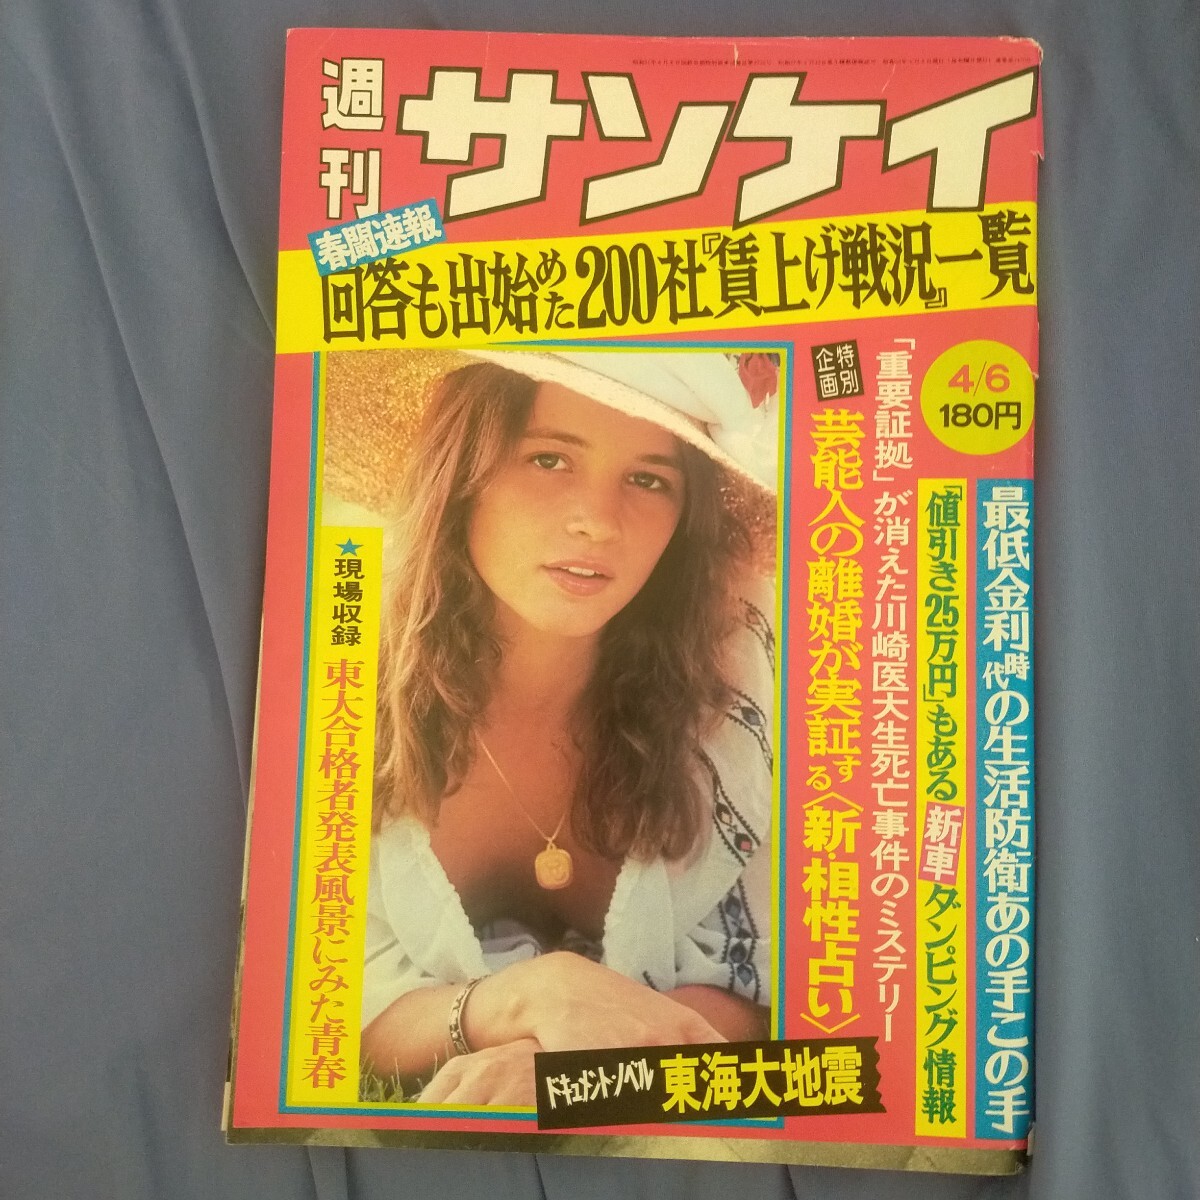 週刊
サンケイ
春闘速報
回答も出始めた200社『賃上げ戦況』一覧
4/6
180円
最低金利時代の生活防衛あの手この手
「値引き25万円」もある新車ダンピング情報
「重要証拠」が消えた川崎医大生死亡事件のミステリー
特別企画
芸能人の離婚が実証する〈新・相性占い〉
★現場収録
東大合格者発表風景にみた青春
ドキュメント・ノベル
東海大地震